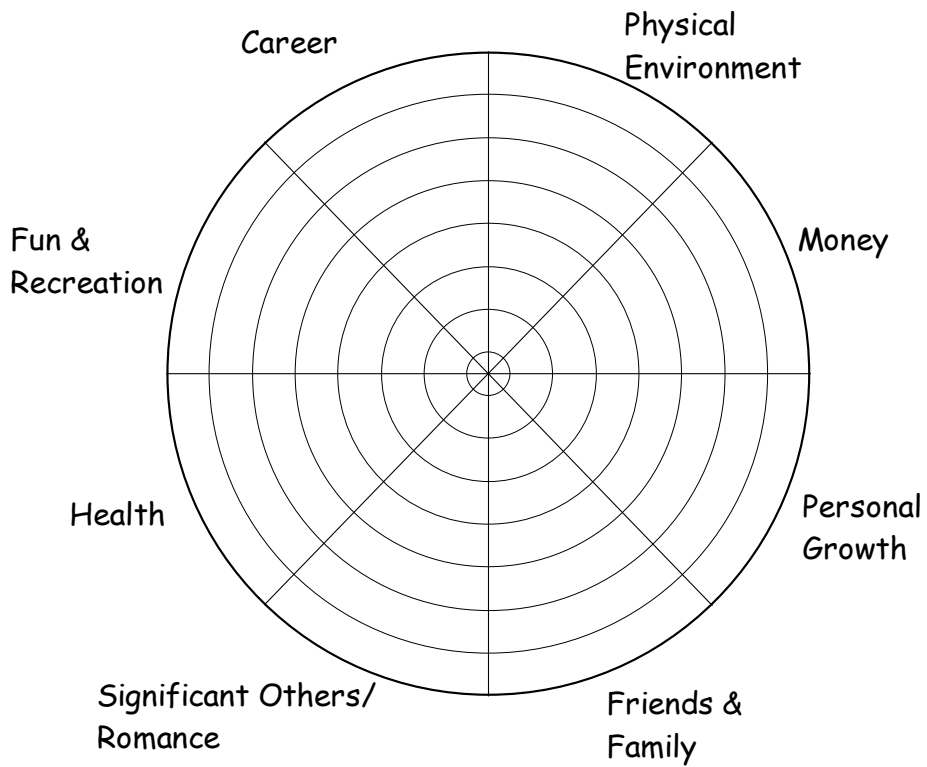 Career
Physical
Environment
Fun &
Recreation
Money
Health
Personal
Growth
Significant Others/
Romance
Friends &
Family